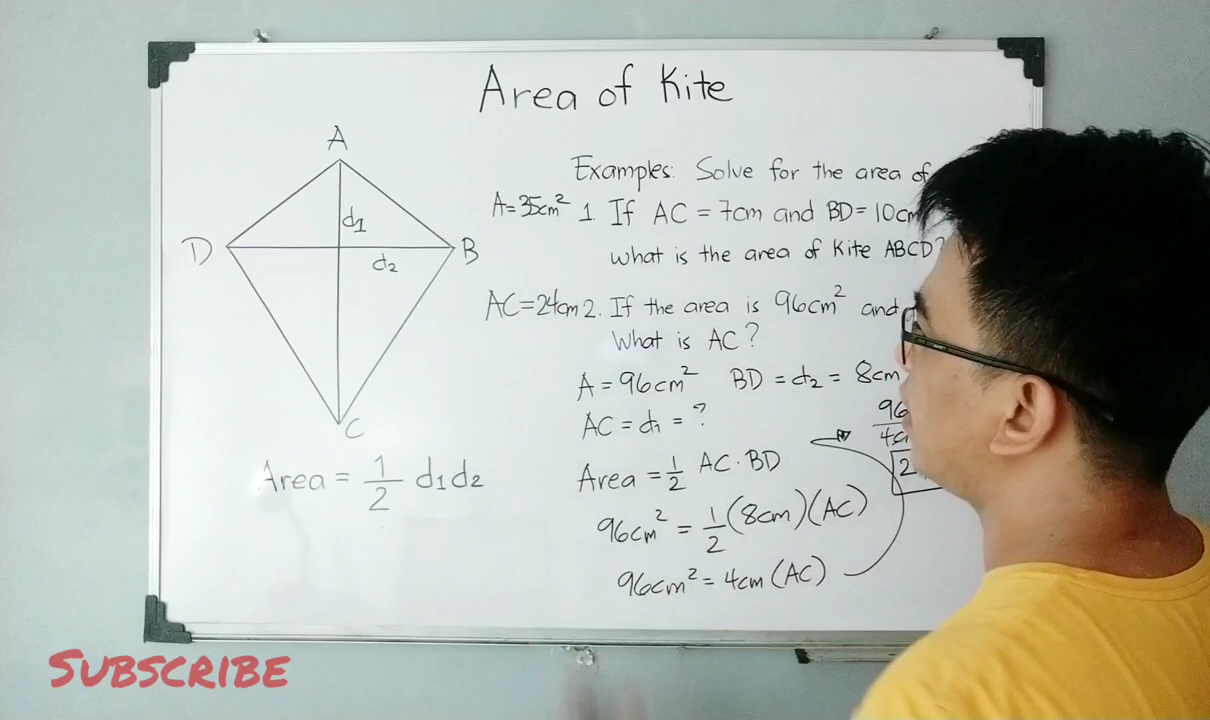 Area of Kite
A
D
d1
d2
B
C
Area = 1/2 d1d2
Examples: Solve for the area of
A=35cm² 1. If AC = 7cm and BD = 10cm
what is the area of Kite ABCD?
AC=24cm 2. If the area is 96cm² and
What is AC?
A = 96cm² BD = d2 = 8cm
AC = d1 = ?
Area = 1/2 AC · BD
96cm² = 1/2 (8cm)(AC)
96cm² = 4cm (AC)
96
SUBSCRIBE